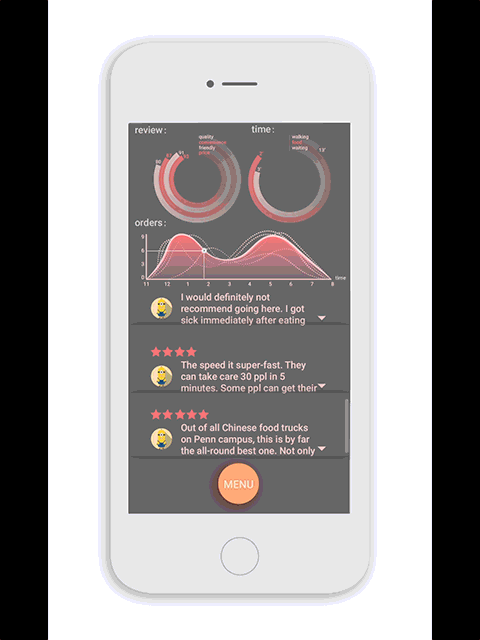 review: time:
quality
convenience
friendly
price
walking
food
waiting
91
80
13'
5'
orders:
9
6
3
0
11 12 1 2 3 4 5 6 7 8 time
I would definitely not
recommend going here. I got
sick immediately after eating
The speed it super-fast. They
can take care 30 ppl in 5
minutes. Some ppl can get their
Out of all Chinese food trucks
on Penn campus, this is by far
the all-round best one. Not only
MENU